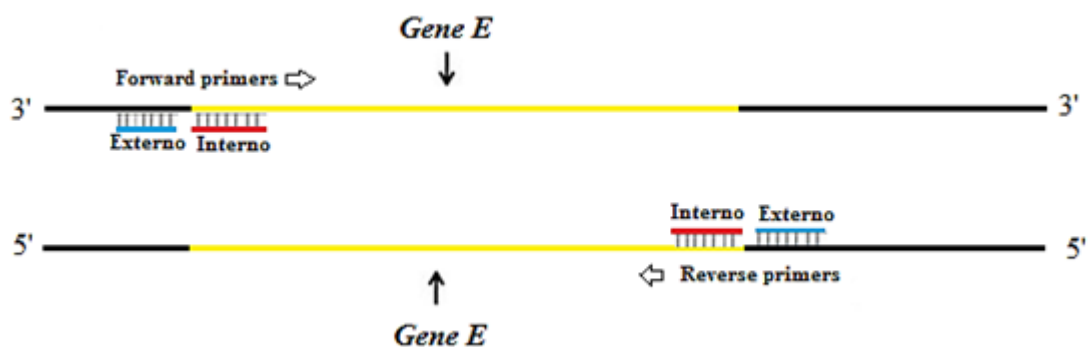 Gene E
Forward primers
3' 3'
Externo Interno
Interno Externo
5' 5'
Reverse primers
Gene E